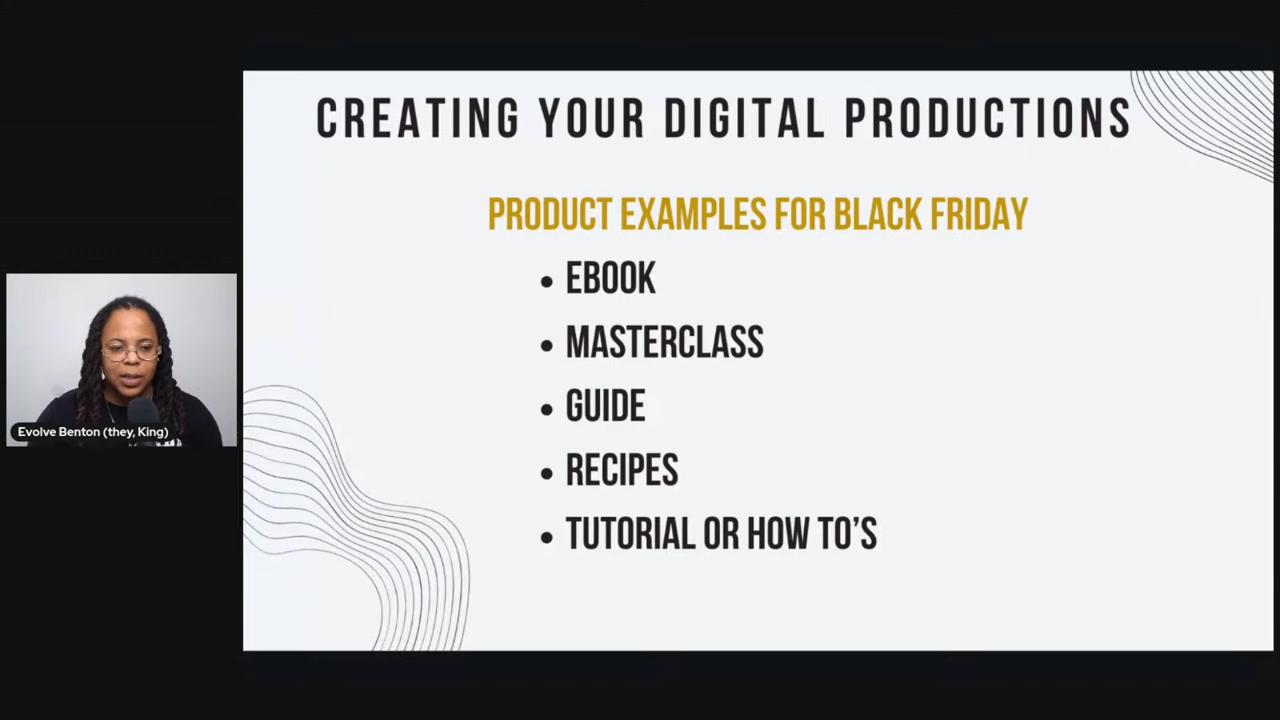 CREATING YOUR DIGITAL PRODUCTIONS
PRODUCT EXAMPLES FOR BLACK FRIDAY
• EBOOK
• MASTERCLASS
• GUIDE
• RECIPES
• TUTORIAL OR HOW TO'S
Evolve Benton (they, King)